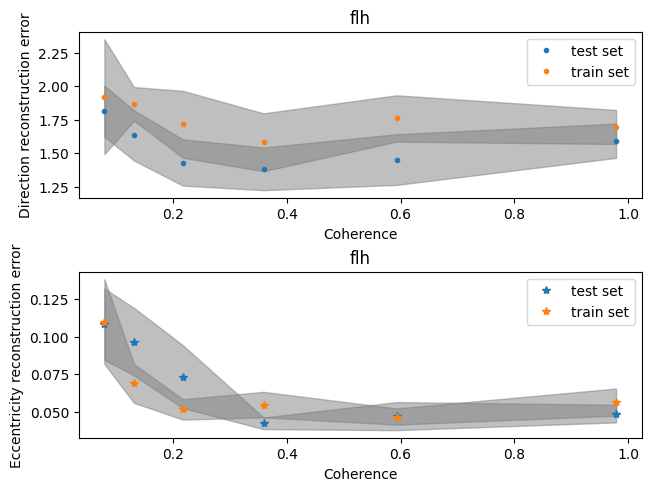 flh
Direction reconstruction error
2.25
2.00
1.75
1.50
1.25
test set
train set
0.2
0.4
0.6
0.8
1.0
Coherence
flh
Eccentricity reconstruction error
0.125
0.100
0.075
0.050
test set
train set
0.2
0.4
0.6
0.8
1.0
Coherence